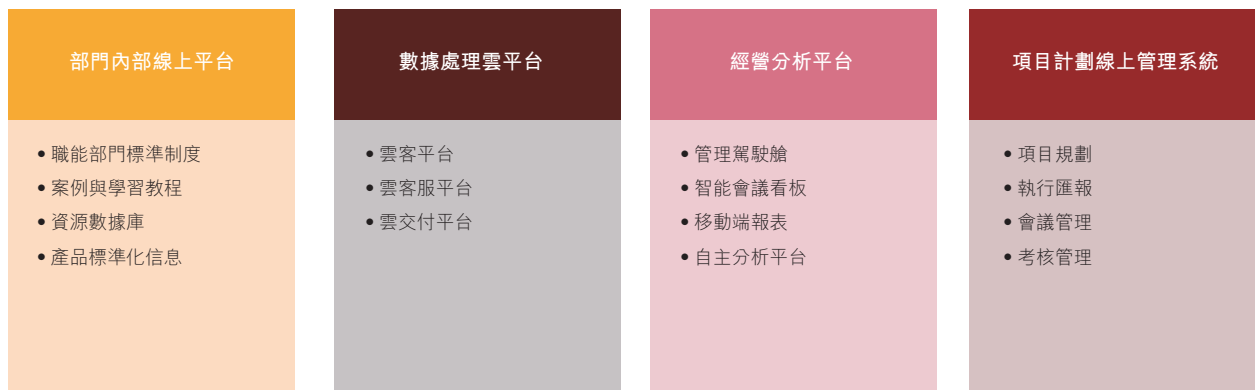 部門內部線上平台
• 職能部門標準制度
• 案例與學習教程
• 資源數據庫
• 產品標準化信息
數據處理雲平台
• 雲客平台
• 雲客服平台
• 雲交付平台
經營分析平台
• 管理駕駛艙
• 智能會議看板
• 移動端報表
• 自主分析平台
項目計劃線上管理系統
• 項目規劃
• 執行匯報
• 會議管理
• 考核管理